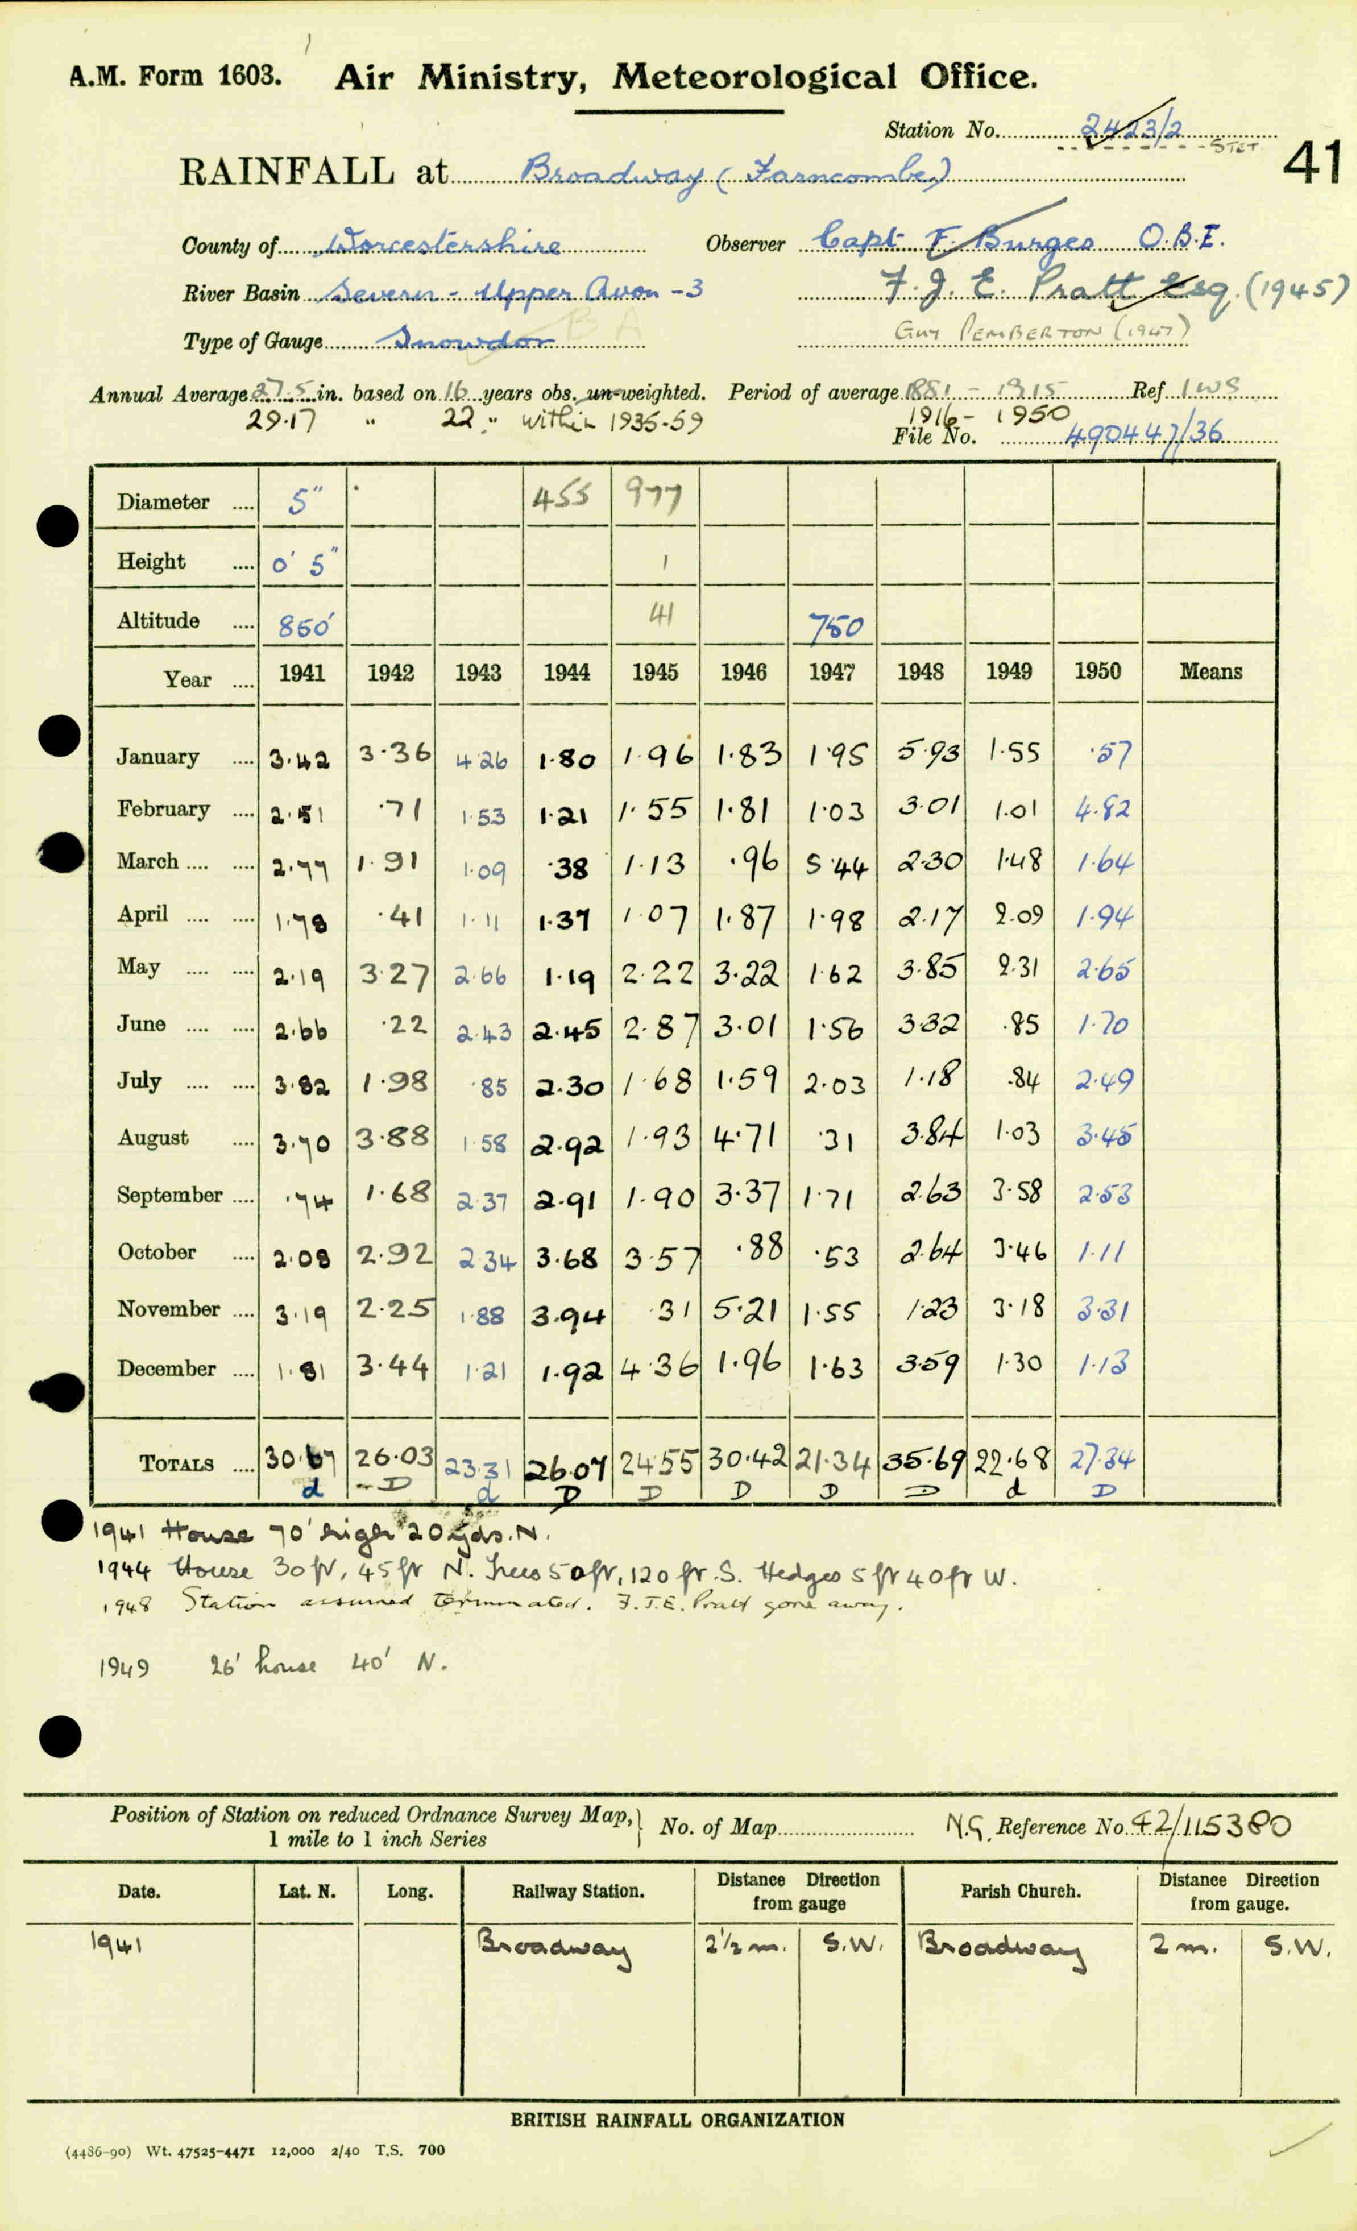 A.M. Form 1603. Air Ministry, Meteorological Office.
Station No. 2423/2
STET
41
RAINFALL at Broadway (Farncombe)
County of Worcestershire Observer Capt F. Burges O.B.E.
River Basin Severn - Upper Avon - 3 F. J. E. Pratt Esq. (1945)
Type of Gauge Snowdon BA GUY PEMBERTON (1947)
Annual Average 27.5 in. based on 16 years obs. un-weighted. Period of average 1881 - 1915 Ref IWS
29.17 " 22 " within 1935-59 1916 - 1950
File No. 490447/36
Diameter .... 5" 455 977
Height .... 0' 5" 1
Altitude .... 850' 41 750
Year .... 1941 1942 1943 1944 1945 1946 1947 1948 1949 1950 Means
January .... 3.42 3.36 4.26 1.80 1.96 1.83 1.95 5.93 1.55 .57
February .... 2.51 .71 1.53 1.21 1.55 1.81 1.03 3.01 1.01 4.82
March .... .... 2.77 1.91 1.09 .38 1.13 .96 5.44 2.30 1.48 1.64
April .... .... 1.78 .41 1.11 1.37 1.07 1.87 1.98 2.17 2.09 1.94
May .... .... 2.19 3.27 2.66 1.19 2.22 3.22 1.62 3.85 2.31 2.65
June .... .... 2.66 .22 2.43 2.45 2.87 3.01 1.56 3.32 .85 1.70
July .... .... 3.82 1.98 .85 2.30 1.68 1.59 2.03 1.18 .84 2.49
August .... 3.70 3.88 1.58 2.92 1.93 4.71 .31 3.84 1.03 3.45
September .... .74 1.68 2.37 2.91 1.90 3.37 1.71 2.63 3.58 2.53
October .... 2.08 2.92 2.34 3.68 3.57 .88 .53 2.64 3.46 1.11
November .... 3.19 2.25 1.88 3.94 .31 5.21 1.55 1.23 3.18 3.31
December .... 1.81 3.44 1.21 1.92 4.36 1.96 1.63 3.59 1.30 1.13
TOTALS .... 30.67 26.03 23.31 26.07 24.55 30.42 21.34 35.69 22.68 27.34
d D d D D D D D d D
1941 House 70' high 20 yds. N.
1944 House 30 ft, 45 ft N. Trees 50 ft, 120 ft S. Hedges 5 ft 40 ft W.
1948 Station assumed terminated. F.J.E. Pratt gone away.
1949 26' house 40' N.
Position of Station on reduced Ordnance Survey Map, 1 mile to 1 inch Series } No. of Map N.G. Reference No. 42/115380
Date. Lat. N. Long. Railway Station. Distance Direction from gauge Parish Church. Distance Direction from gauge.
1941 Broadway 2½ m. S.W. Broadway 2 m. S.W.
BRITISH RAINFALL ORGANIZATION
(4486-90) Wt. 47525-4471 12,000 2/40 T.S. 700